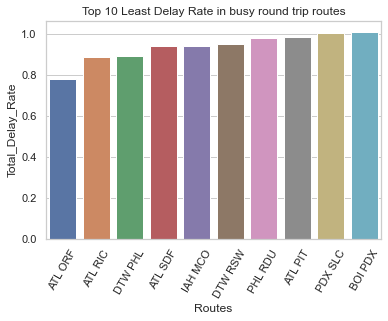 Top 10 Least Delay Rate in busy round trip routes
Total_Delay_Rate
1.0
0.8
0.6
0.4
0.2
0.0
ATL ORF
ATL RIC
DTW PHL
ATL SDF
IAH MCO
DTW RSW
PHL RDU
ATL PIT
PDX SLC
BOI PDX
Routes